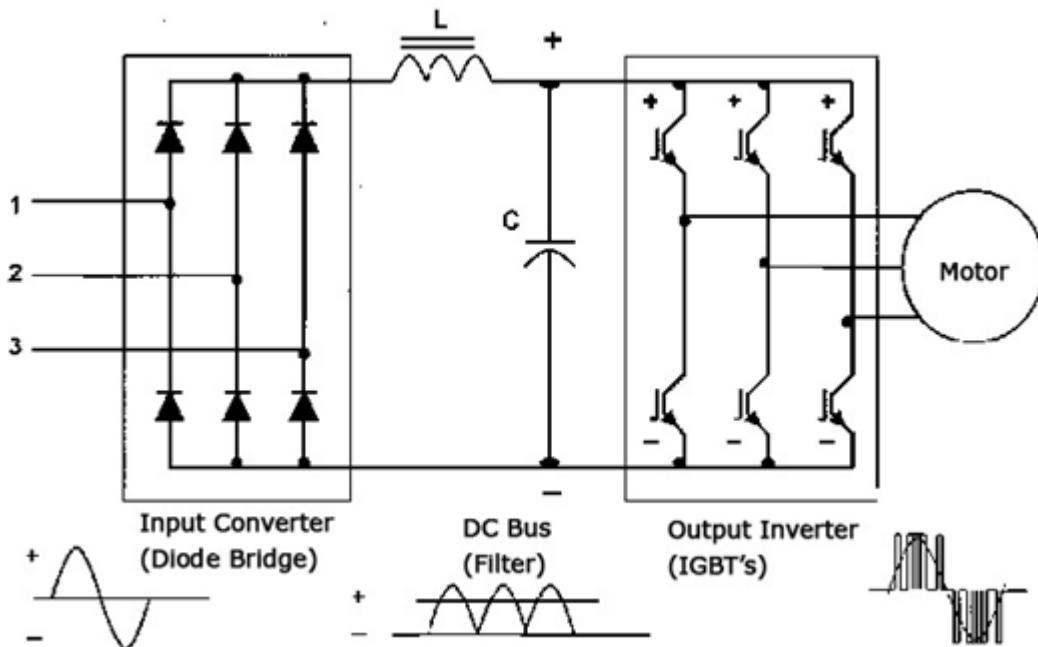 L
+
+ + +
1
C
2
Motor
3
- - -
-
Input Converter
(Diode Bridge)
DC Bus
(Filter)
Output Inverter
(IGBT's)
+
-
+
-